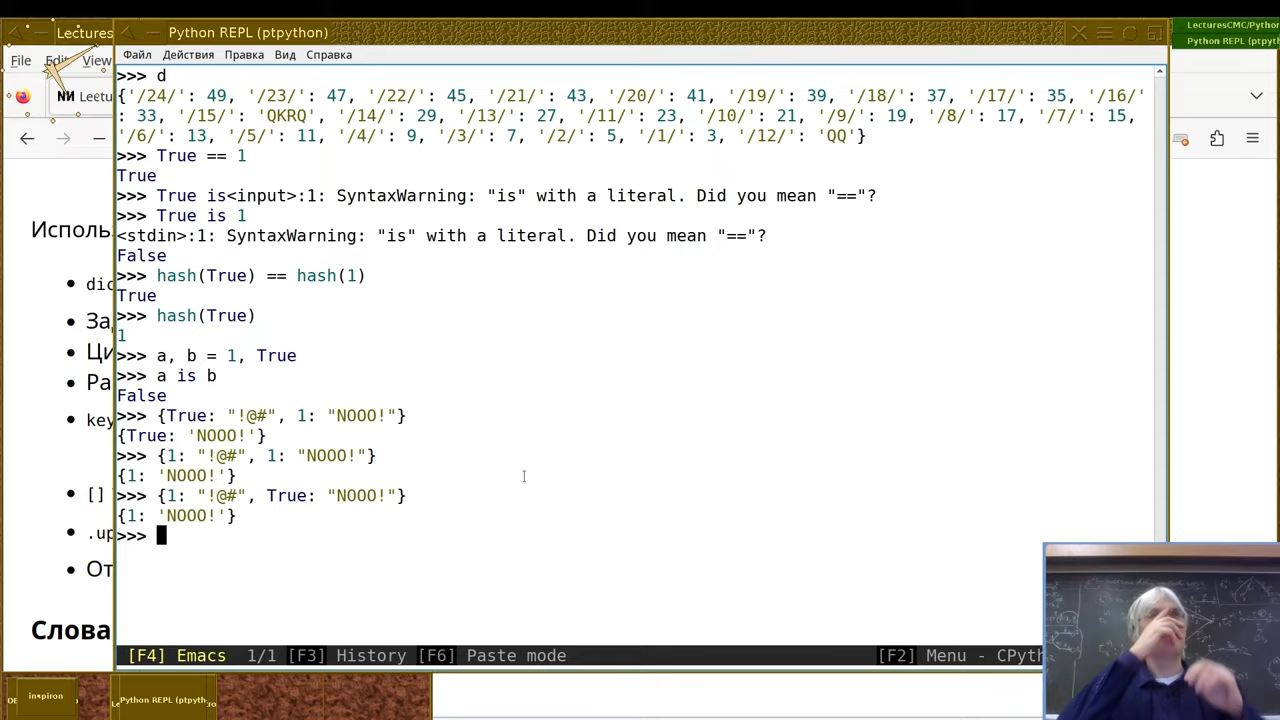 LecturesCMC/Python
Lectures
Python REPL (ptpython)
Python REPL (ptpyth
File Edit View
Файл Действия Правка Вид Справка
>>> d
{'/24/': 49, '/23/': 47, '/22/': 45, '/21/': 43, '/20/': 41, '/19/': 39, '/18/': 37, '/17/': 35, '/16/'
: 33, '/15/': 'QKRQ', '/14/': 29, '/13/': 27, '/11/': 23, '/10/': 21, '/9/': 19, '/8/': 17, '/7/': 15,
'/6/': 13, '/5/': 11, '/4/': 9, '/3/': 7, '/2/': 5, '/1/': 3, '/12/': 'QQ'}
>>> True == 1
True
>>> True is<input>:1: SyntaxWarning: "is" with a literal. Did you mean "=="?
>>> True is 1
<stdin>:1: SyntaxWarning: "is" with a literal. Did you mean "=="?
False
>>> hash(True) == hash(1)
True
>>> hash(True)
1
>>> a, b = 1, True
>>> a is b
False
>>> {True: "!@#", 1: "NOOO!"}
{True: 'NOOO!'}
>>> {1: "!@#", 1: "NOOO!"}
{1: 'NOOO!'}
>>> {1: "!@#", True: "NOOO!"}
{1: 'NOOO!'}
>>>
Lectu
Использ
dic
За
Ци
Ра
key
[]
.up
От
Слова
[F4] Emacs 1/1 [F3] History [F6] Paste mode [F2] Menu - CPyth
inspiron
Python REPL (ptpyth